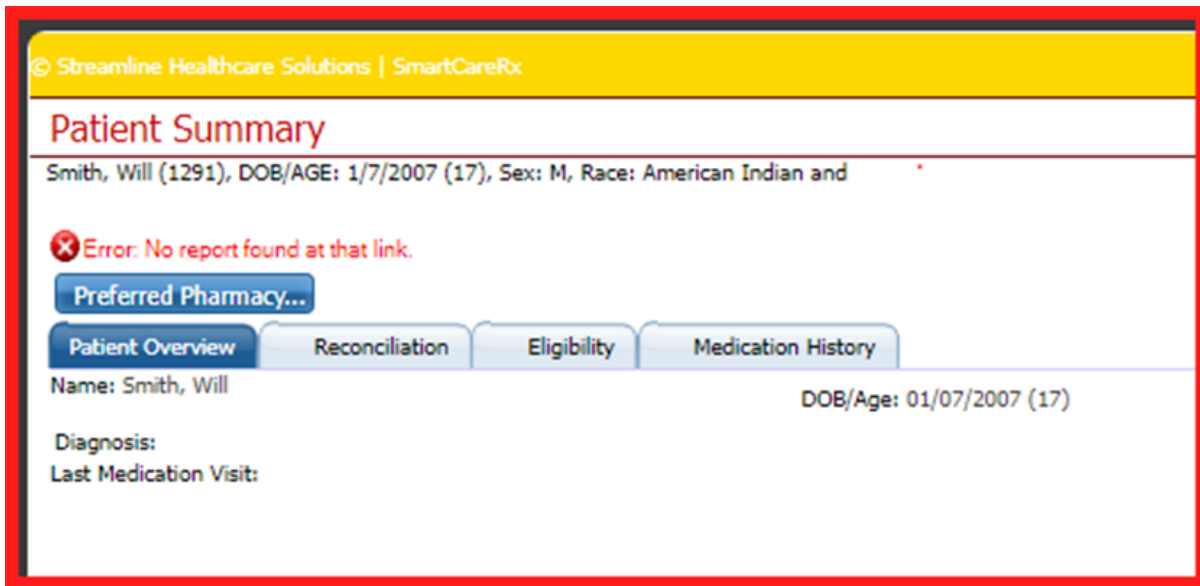 © Streamline Healthcare Solutions | SmartCareRx
Patient Summary
Smith, Will (1291), DOB/AGE: 1/7/2007 (17), Sex: M, Race: American Indian and
Error: No report found at that link.
Preferred Pharmacy...
Patient Overview Reconciliation Eligibility Medication History
Name: Smith, Will DOB/Age: 01/07/2007 (17)
Diagnosis:
Last Medication Visit: